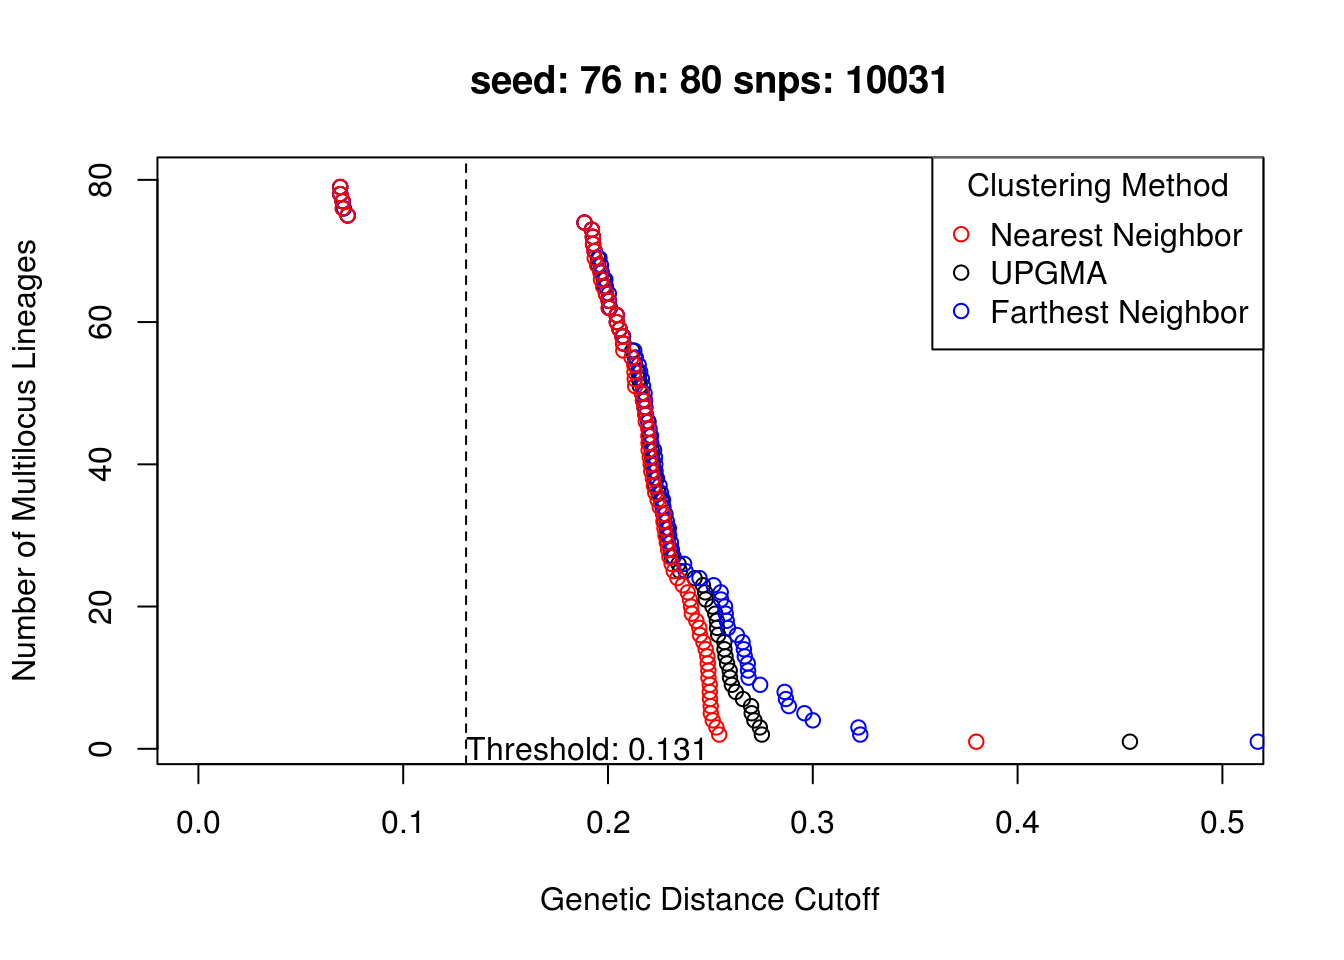 seed: 76 n: 80 snps: 10031
Number of Multilocus Lineages
80
60
40
20
0
Clustering Method
Nearest Neighbor
UPGMA
Farthest Neighbor
Threshold: 0.131
0.0 0.1 0.2 0.3 0.4 0.5
Genetic Distance Cutoff